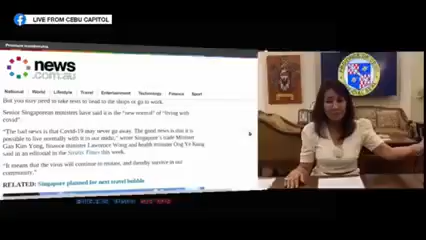 LIVE FROM CEBU CAPITOL
Premium membership
news
.com.au
National World Lifestyle Travel Entertainment Technology Finance Sport
But you may need to take tests to head to the shops or go to work.
Senior Singaporean ministers have said it is the "new normal" of "living with
covid".
"The bad news is that Covid-19 may never go away. The good news is that it is
possible to live normally with it in our midst," wrote Singapore's trade Minister
Gan Kim Yong, finance minister Lawrence Wong and health minister Ong Ye Kung
said in an editorial in the Straits Times this week.
"It means that the virus will continue to mutate, and thereby survive in our
community."
RELATED: Singapore planned for next travel bubble